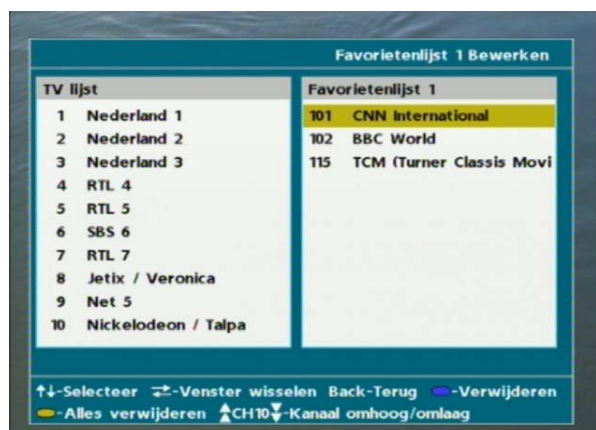 Favorietenlijst 1 Bewerken
TV lijst
1 Nederland 1
2 Nederland 2
3 Nederland 3
4 RTL 4
5 RTL 5
6 SBS 6
7 RTL 7
8 Jetix / Veronica
9 Net 5
10 Nickelodeon / Talpa
Favorietenlijst 1
101 CNN International
102 BBC World
115 TCM (Turner Classis Movi
↑↓-Selecteer ⇄-Venster wisselen Back-Terug -Verwijderen
-Alles verwijderen CH10-Kanaal omhoog/omlaag